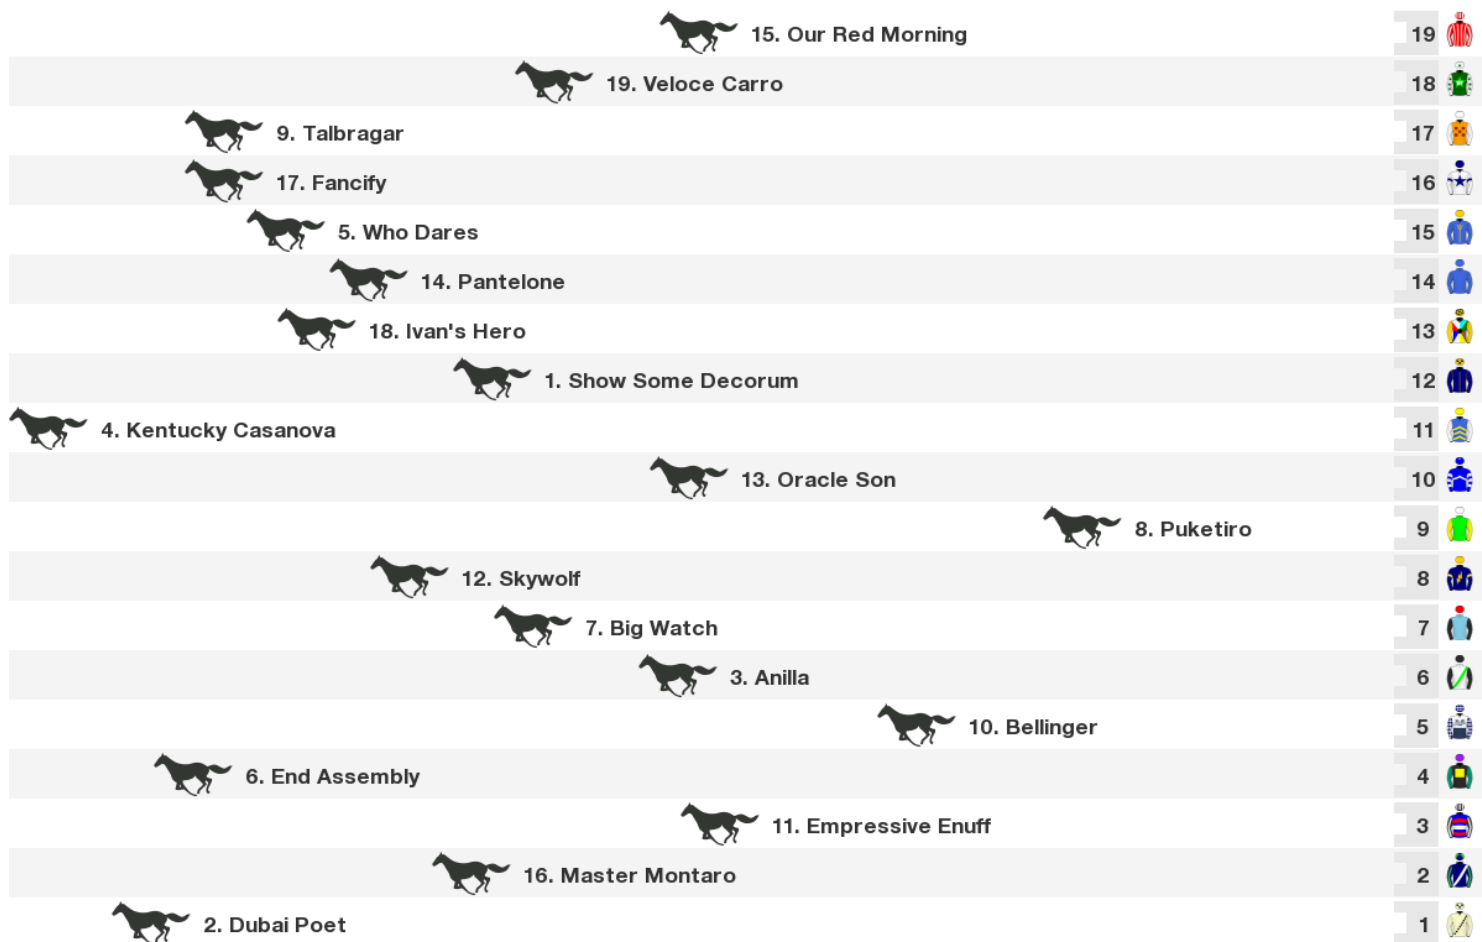 15. Our Red Morning 19
19. Veloce Carro 18
9. Talbragar 17
17. Fancify 16
5. Who Dares 15
14. Pantelone 14
18. Ivan's Hero 13
1. Show Some Decorum 12
4. Kentucky Casanova 11
13. Oracle Son 10
8. Puketiro 9
12. Skywolf 8
7. Big Watch 7
3. Anilla 6
10. Bellinger 5
6. End Assembly 4
11. Empressive Enuff 3
16. Master Montaro 2
2. Dubai Poet 1